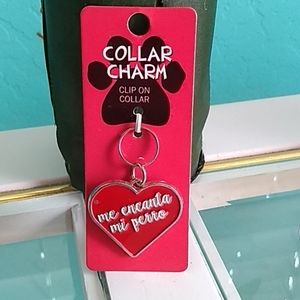 COLLAR
CHARM
CLIP ON
COLLAR
me encanta
mi perro